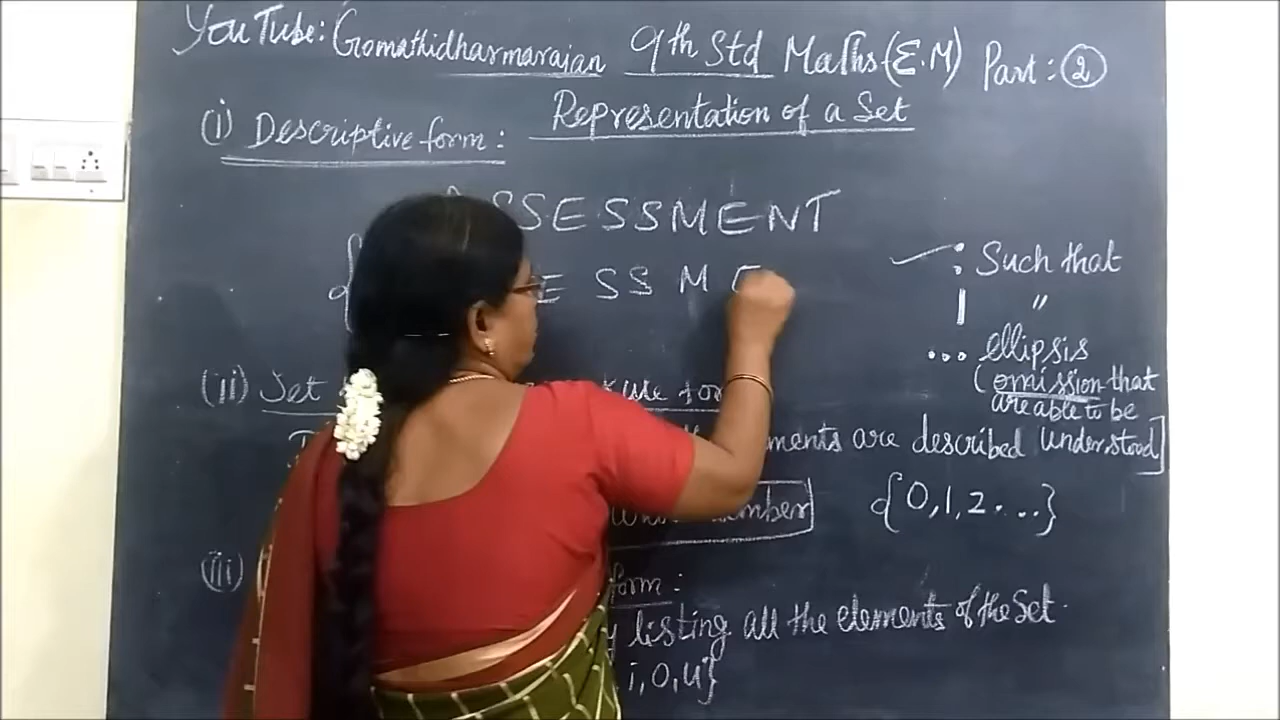 YouTube: Gomathidharmarajan 9th Std Maths (E.M) Part: 2
Representation of a Set
(i) Descriptive form:
SSESSMENT
{ E SS M E
: Such that
| "
... ellipsis
(omission that
are able to be
understood]
(ii) Set for
ments are described
mber
{0,1,2....}
(iii) form:
y listing all the elements of the Set.
i, o, u}